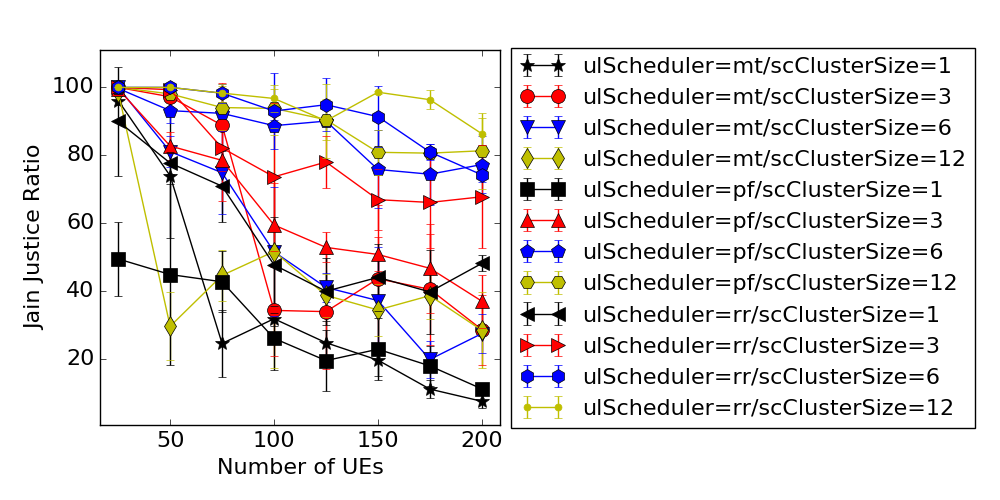 100
80
60
40
20
Jain Justice Ratio
50 100 150 200
Number of UEs
ulScheduler=mt/scClusterSize=1
ulScheduler=mt/scClusterSize=3
ulScheduler=mt/scClusterSize=6
ulScheduler=mt/scClusterSize=12
ulScheduler=pf/scClusterSize=1
ulScheduler=pf/scClusterSize=3
ulScheduler=pf/scClusterSize=6
ulScheduler=pf/scClusterSize=12
ulScheduler=rr/scClusterSize=1
ulScheduler=rr/scClusterSize=3
ulScheduler=rr/scClusterSize=6
ulScheduler=rr/scClusterSize=12